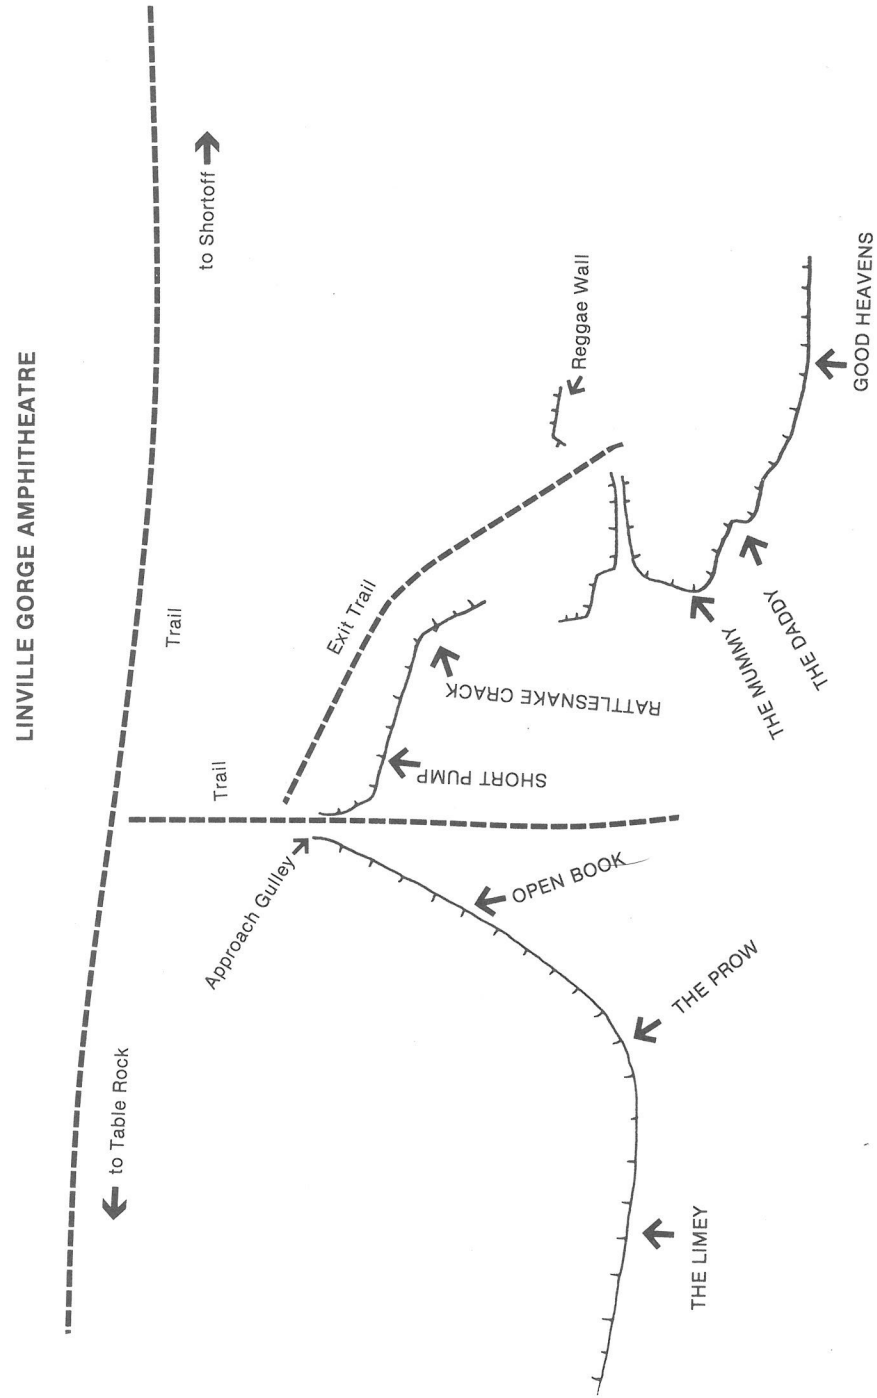 LINVILLE GORGE AMPHITHEATRE
to Table Rock
Trail
to Shortoff
Trail
Approach Gulley
Exit Trail
Reggae Wall
SHORT PUMP
RATTLESNAKE CRACK
OPEN BOOK
THE PROW
THE LIMEY
THE MUMMY
THE DADDY
GOOD HEAVENS